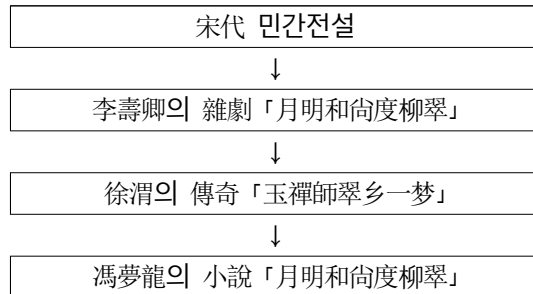 宋代 민간전설
↓
李壽卿의 雜劇「月明和尙度柳翠」
↓
徐渭의 傳奇「玉禪師翠乡一梦」
↓
馮夢龍의 小說「月明和尙度柳翠」